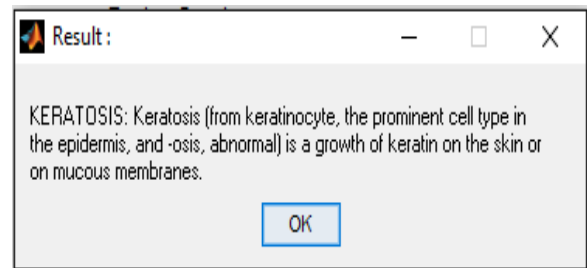 Result :
KERATOSIS: Keratosis (from keratinocyte, the prominent cell type in
the epidermis, and -osis, abnormal) is a growth of keratin on the skin or
on mucous membranes.
OK